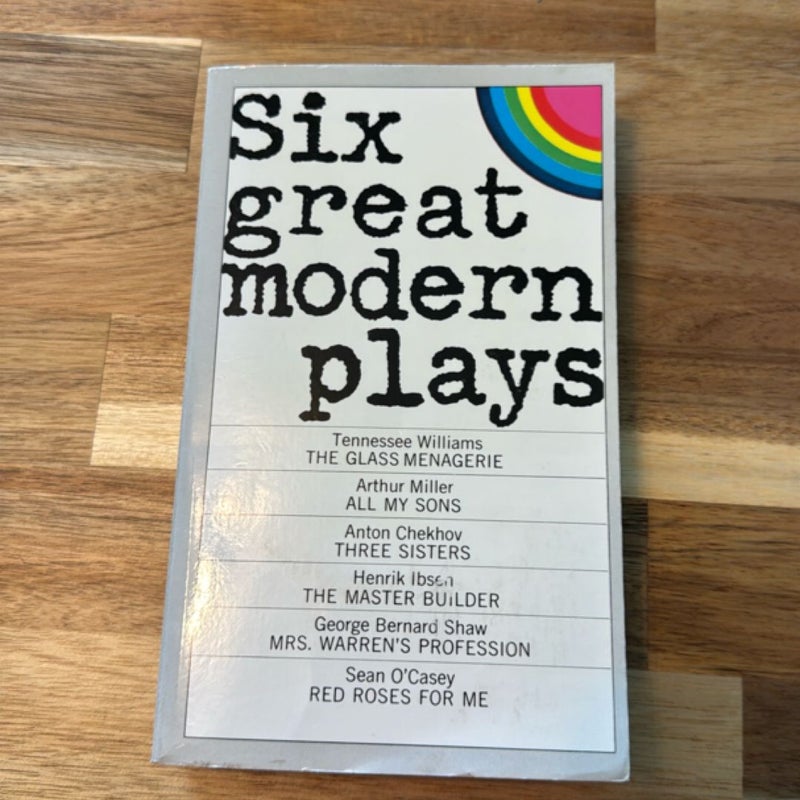 Six
great
modern
plays
Tennessee Williams
THE GLASS MENAGERIE
Arthur Miller
ALL MY SONS
Anton Chekhov
THREE SISTERS
Henrik Ibsen
THE MASTER BUILDER
George Bernard Shaw
MRS. WARREN'S PROFESSION
Sean O'Casey
RED ROSES FOR ME